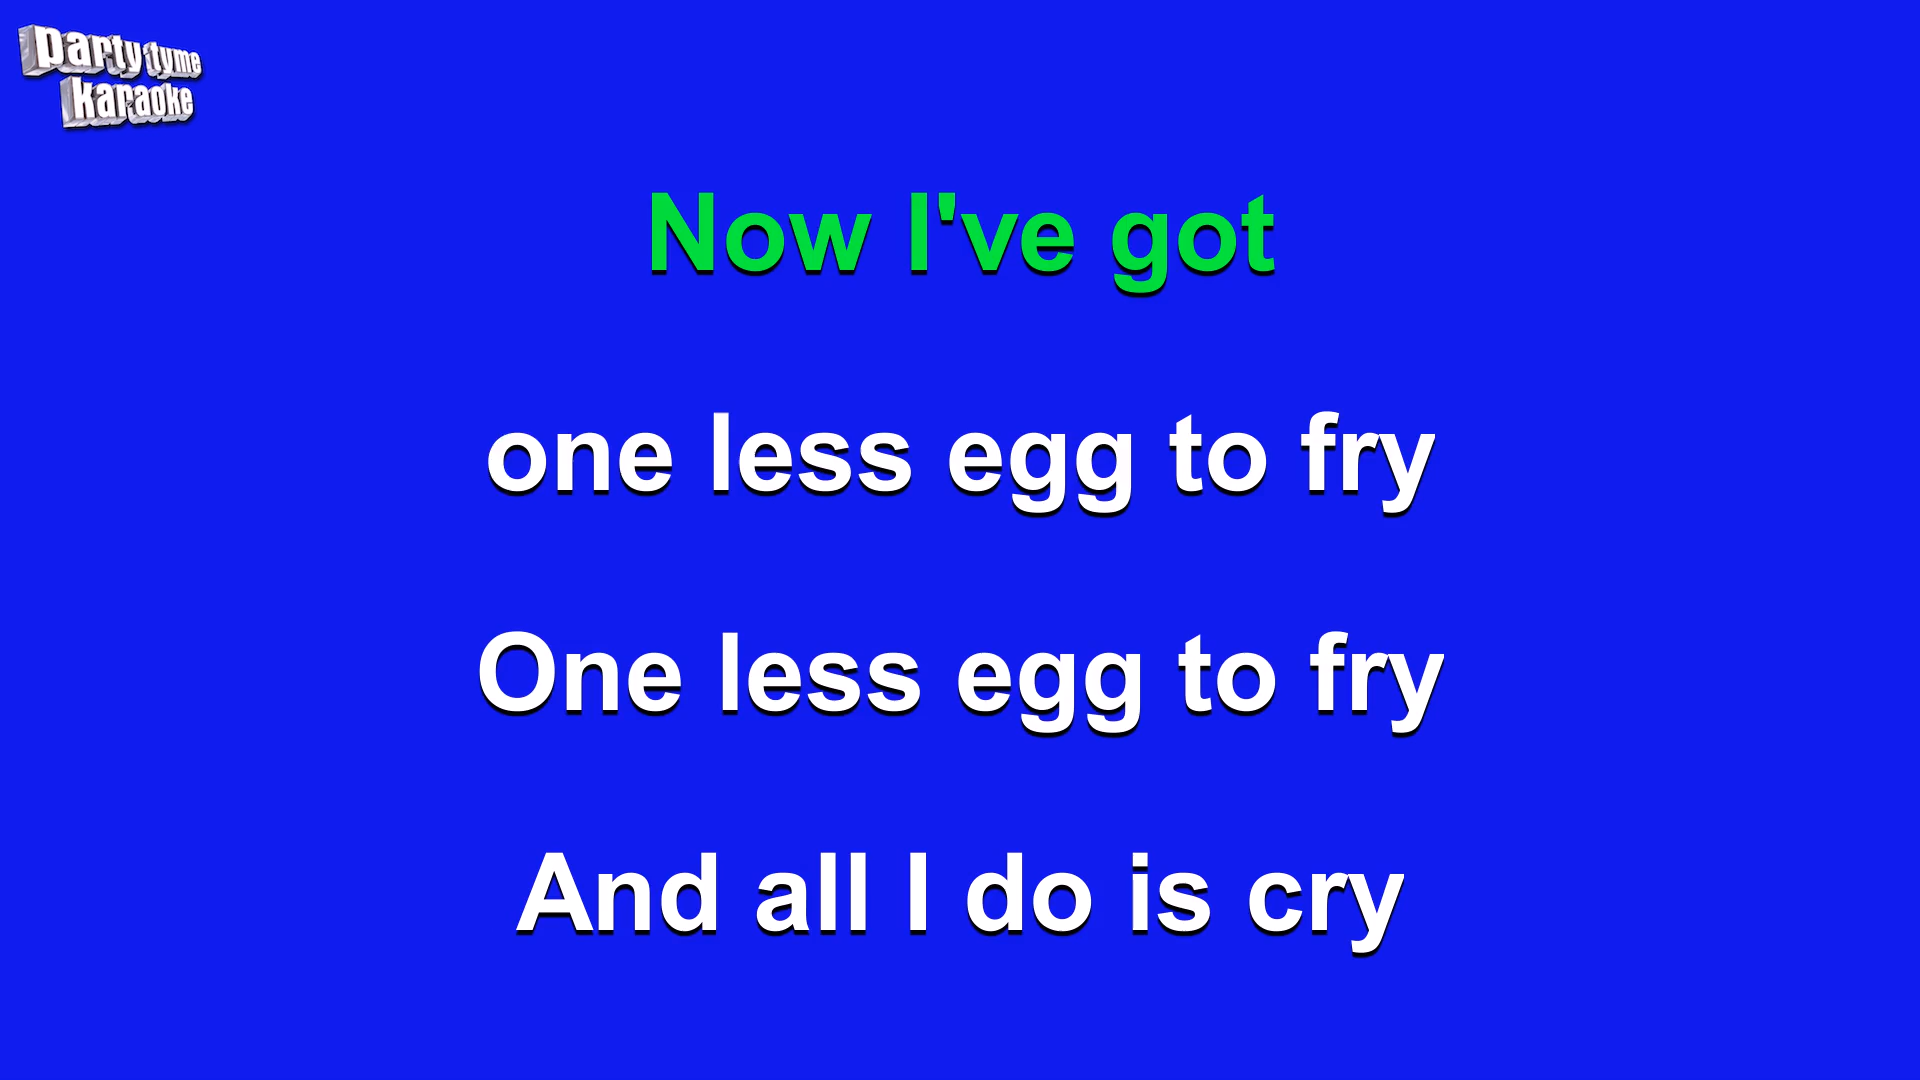 party tyme
karaoke
Now I've got
one less egg to fry
One less egg to fry
And all I do is cry